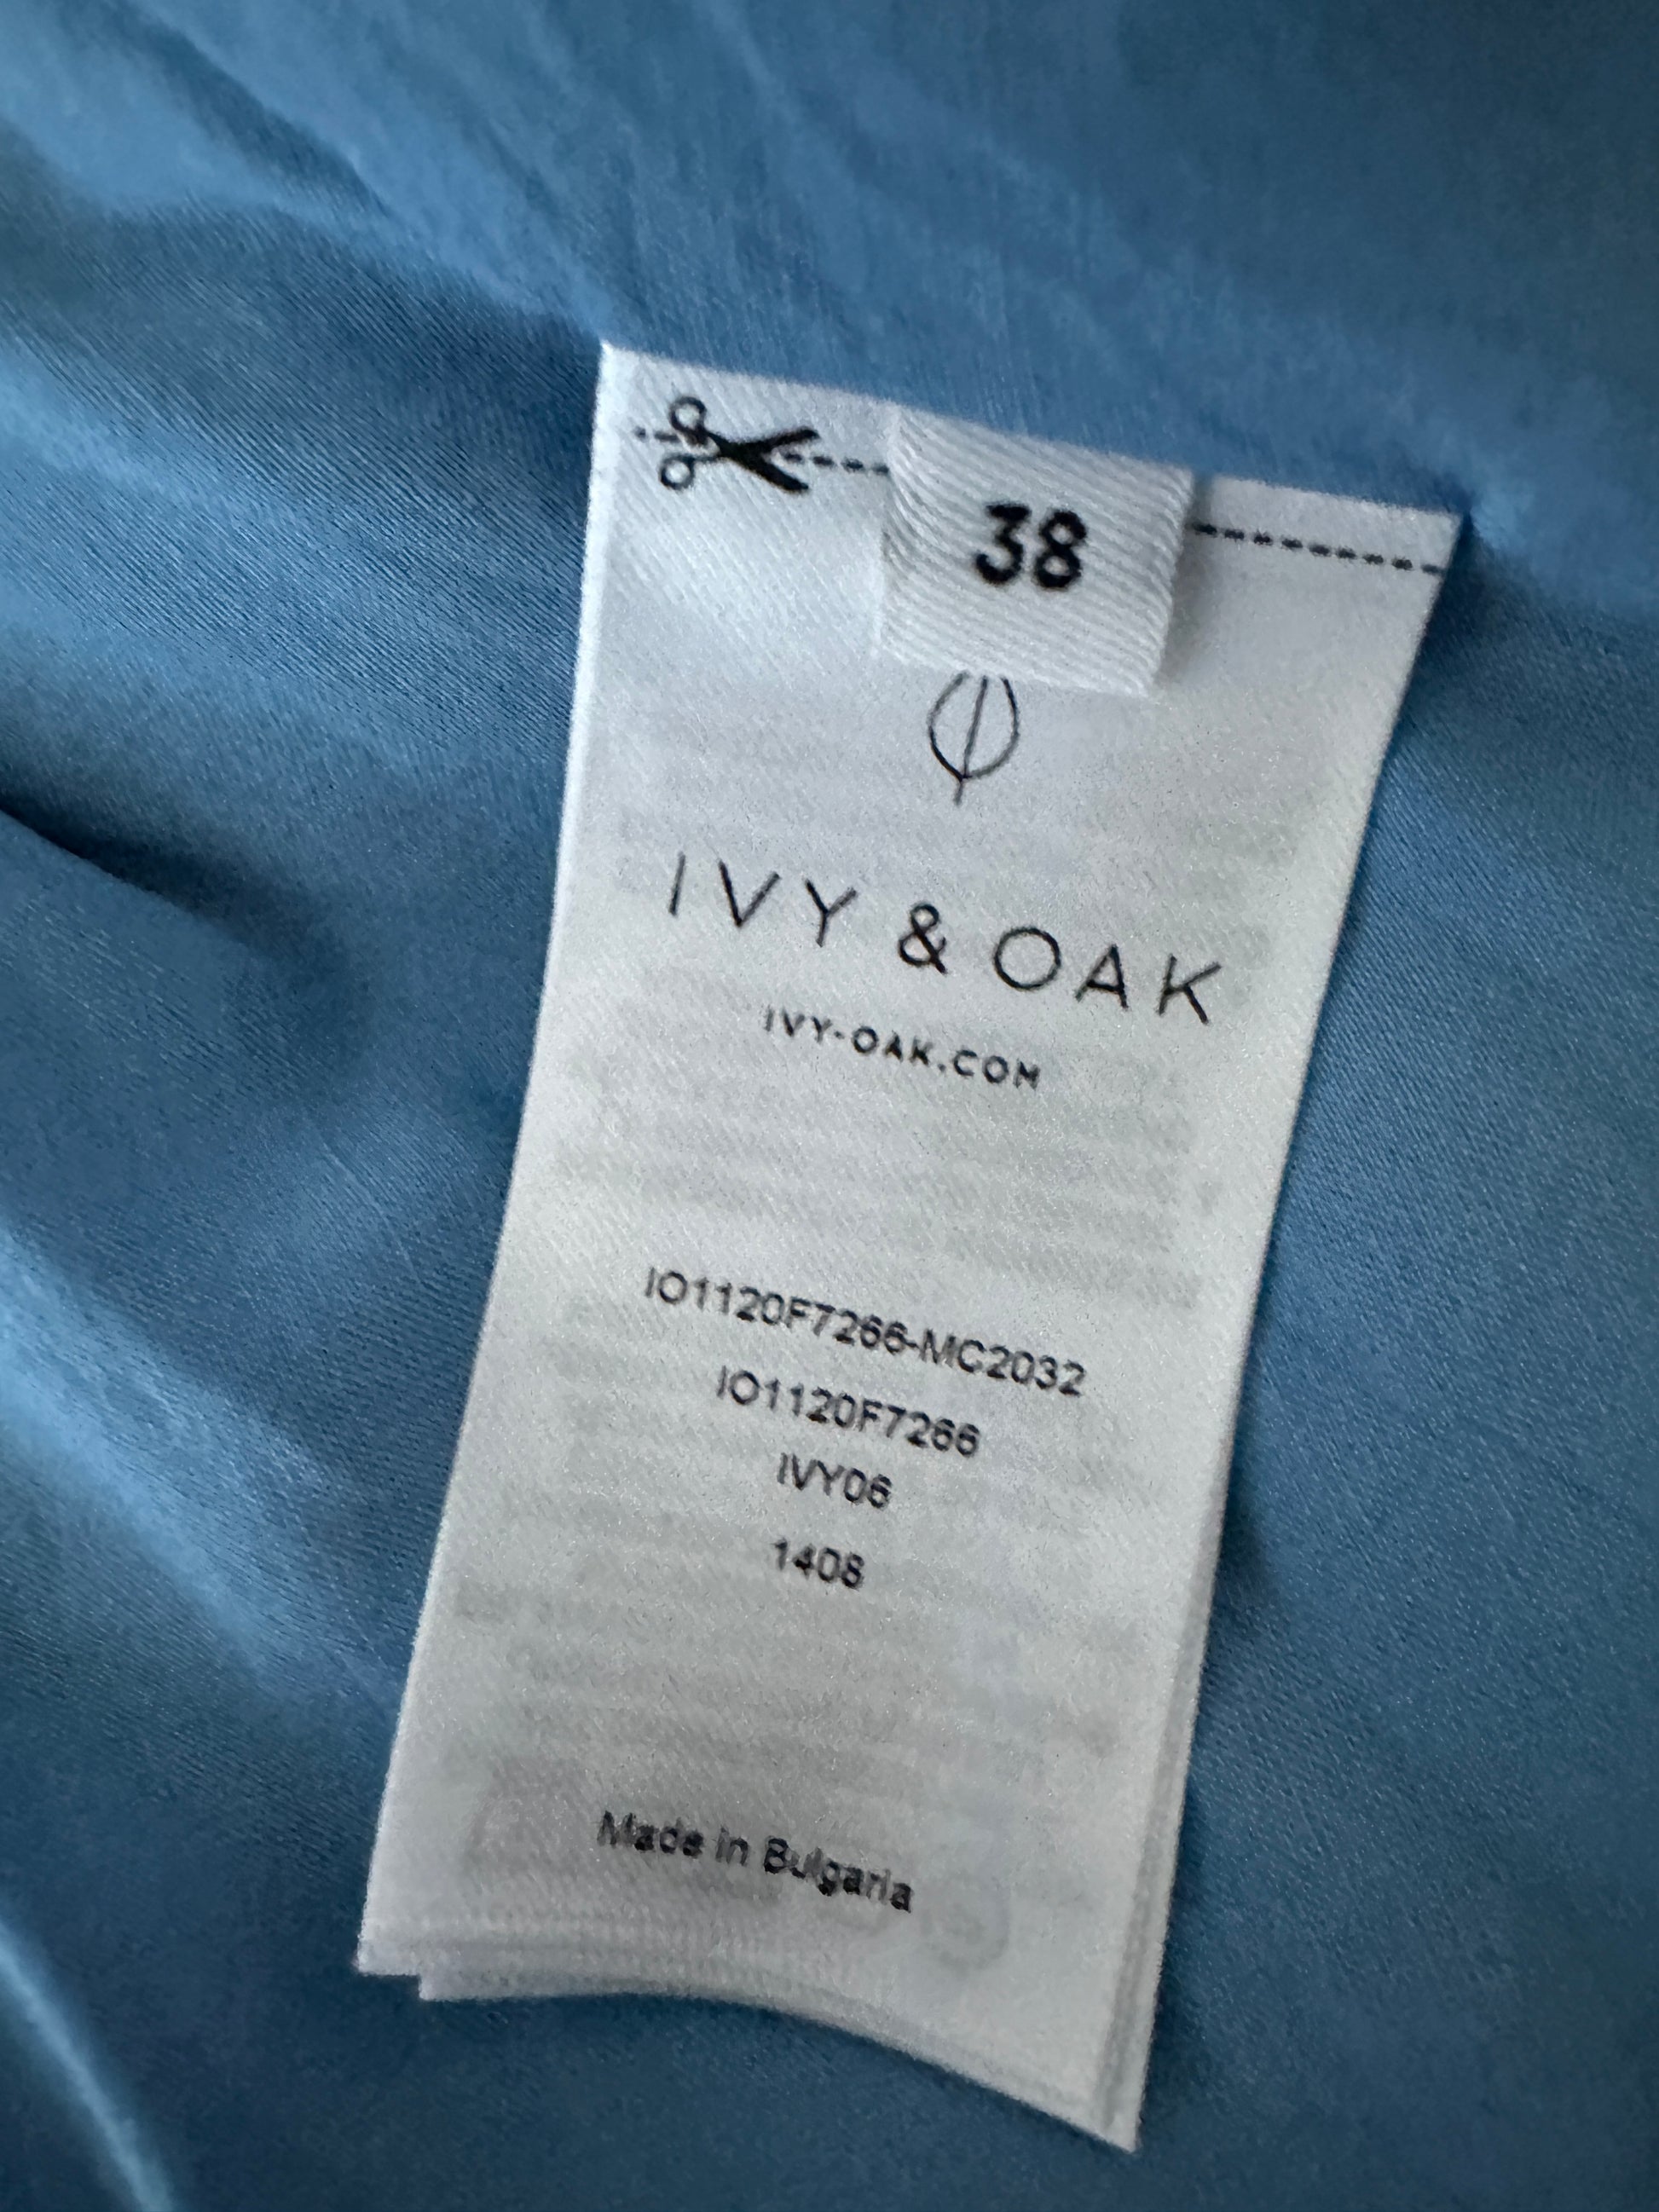 38
IVY & OAK
IVY-OAK.COM
IO1120F7266-MC2032
IO1120F7266
IVY06
1408
Made in Bulgaria